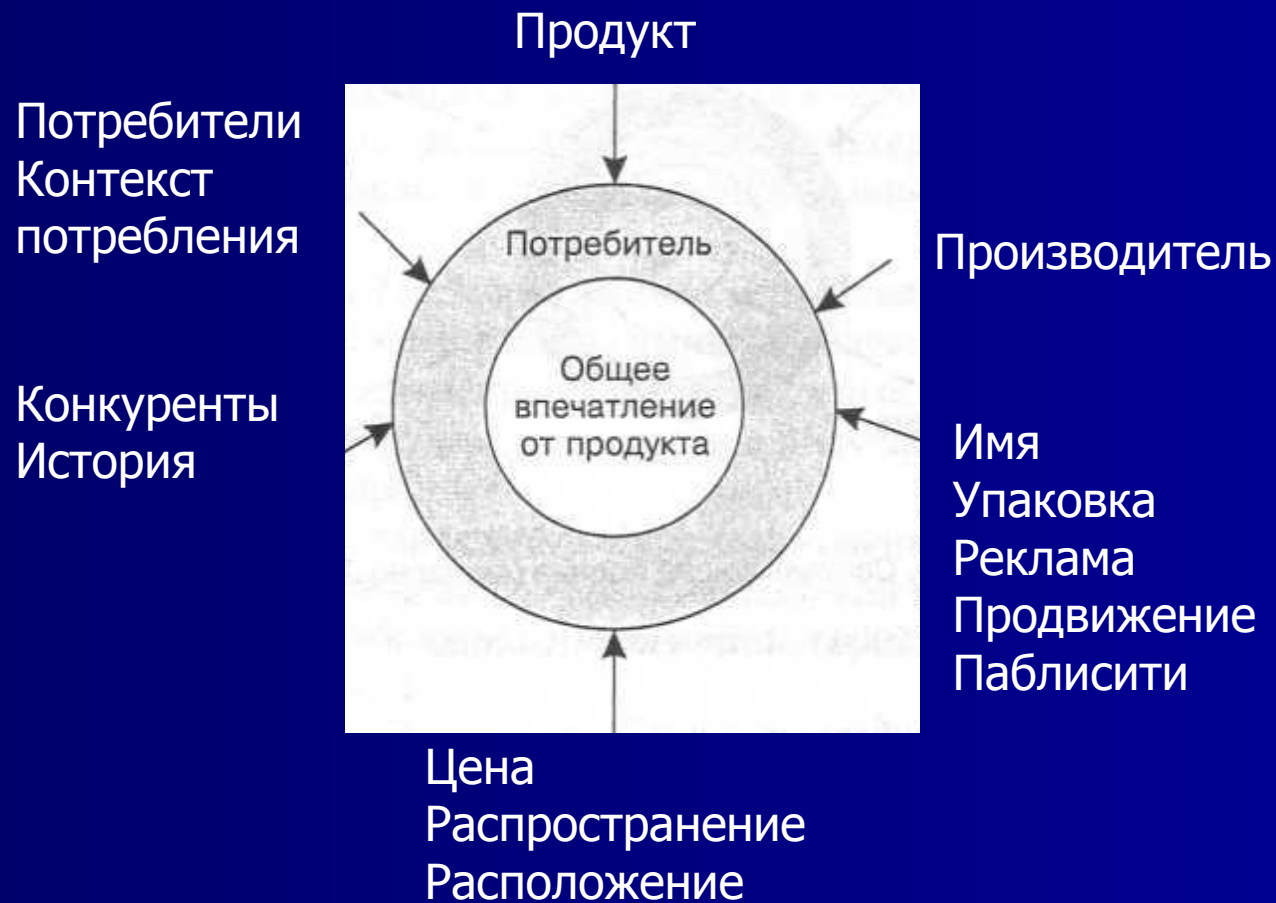 Продукт
Потребители
Контекст
потребления
Конкуренты
История
Потребитель
Общее
впечатление
от продукта
Производитель
Имя
Упаковка
Реклама
Продвижение
Паблисити
Цена
Распространение
Расположение